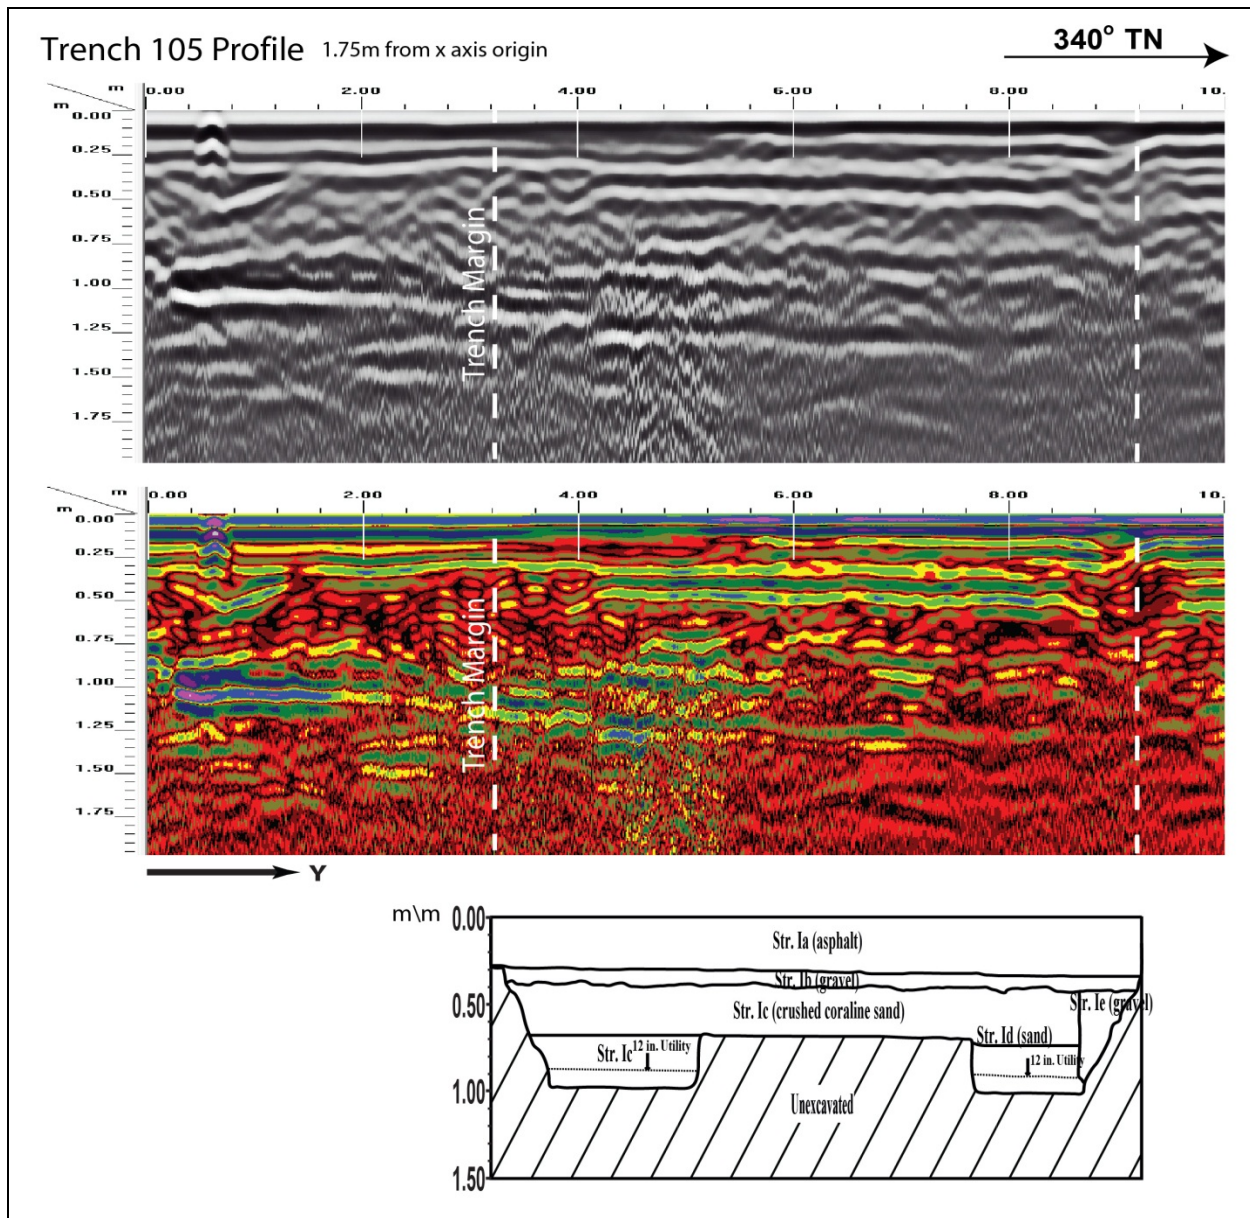 Trench 105 Profile 1.75m from x axis origin
340° TN
m 0.00 2.00 4.00 6.00 8.00 10.
m
0.00
0.25
0.50
0.75
1.00
1.25
1.50
1.75
Trench Margin
m 0.00 2.00 4.00 6.00 8.00 10.
m
0.00
0.25
0.50
0.75
1.00
1.25
1.50
1.75
Trench Margin
Y
m\m
0.00
0.50
1.00
1.50
Str. Ia (asphalt)
Str. Ib (gravel)
Str. Ic (crushed coraline sand)
Str. Ie (gravel)
Str. Id (sand)
Str. Ic 12 in. Utility
12 in. Utility
Unexcavated